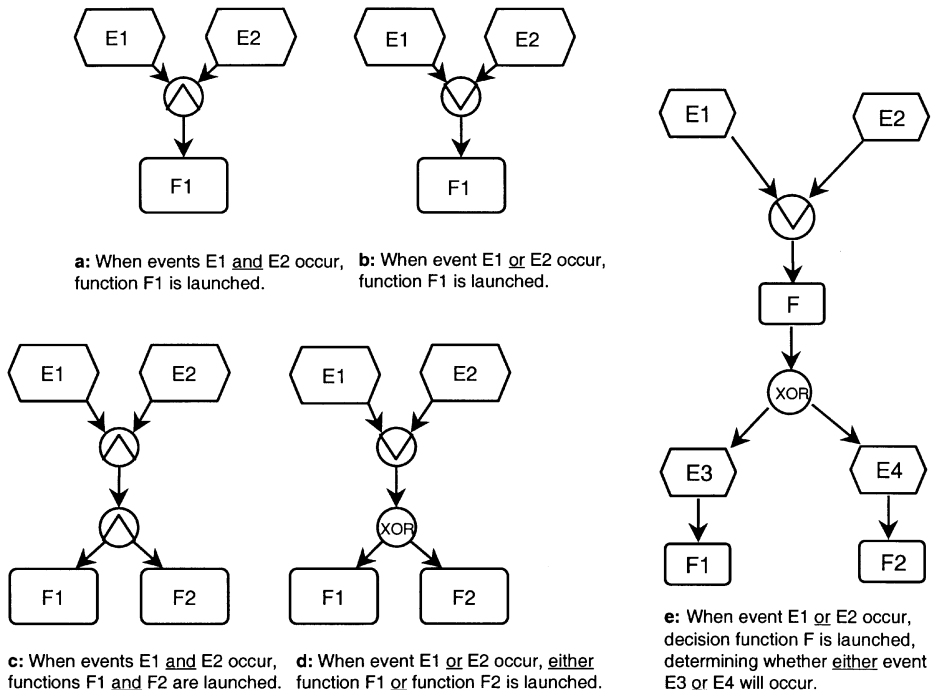 E1
E2
F1
a: When events E1 and E2 occur,
function F1 is launched.
E1
E2
F1
b: When event E1 or E2 occur,
function F1 is launched.
E1
E2
F1
F2
c: When events E1 and E2 occur,
functions F1 and F2 are launched.
E1
E2
XOR
F1
F2
d: When event E1 or E2 occur, either
function F1 or function F2 is launched.
E1
E2
F
XOR
E3
E4
F1
F2
e: When event E1 or E2 occur,
decision function F is launched,
determining whether either event
E3 or E4 will occur.